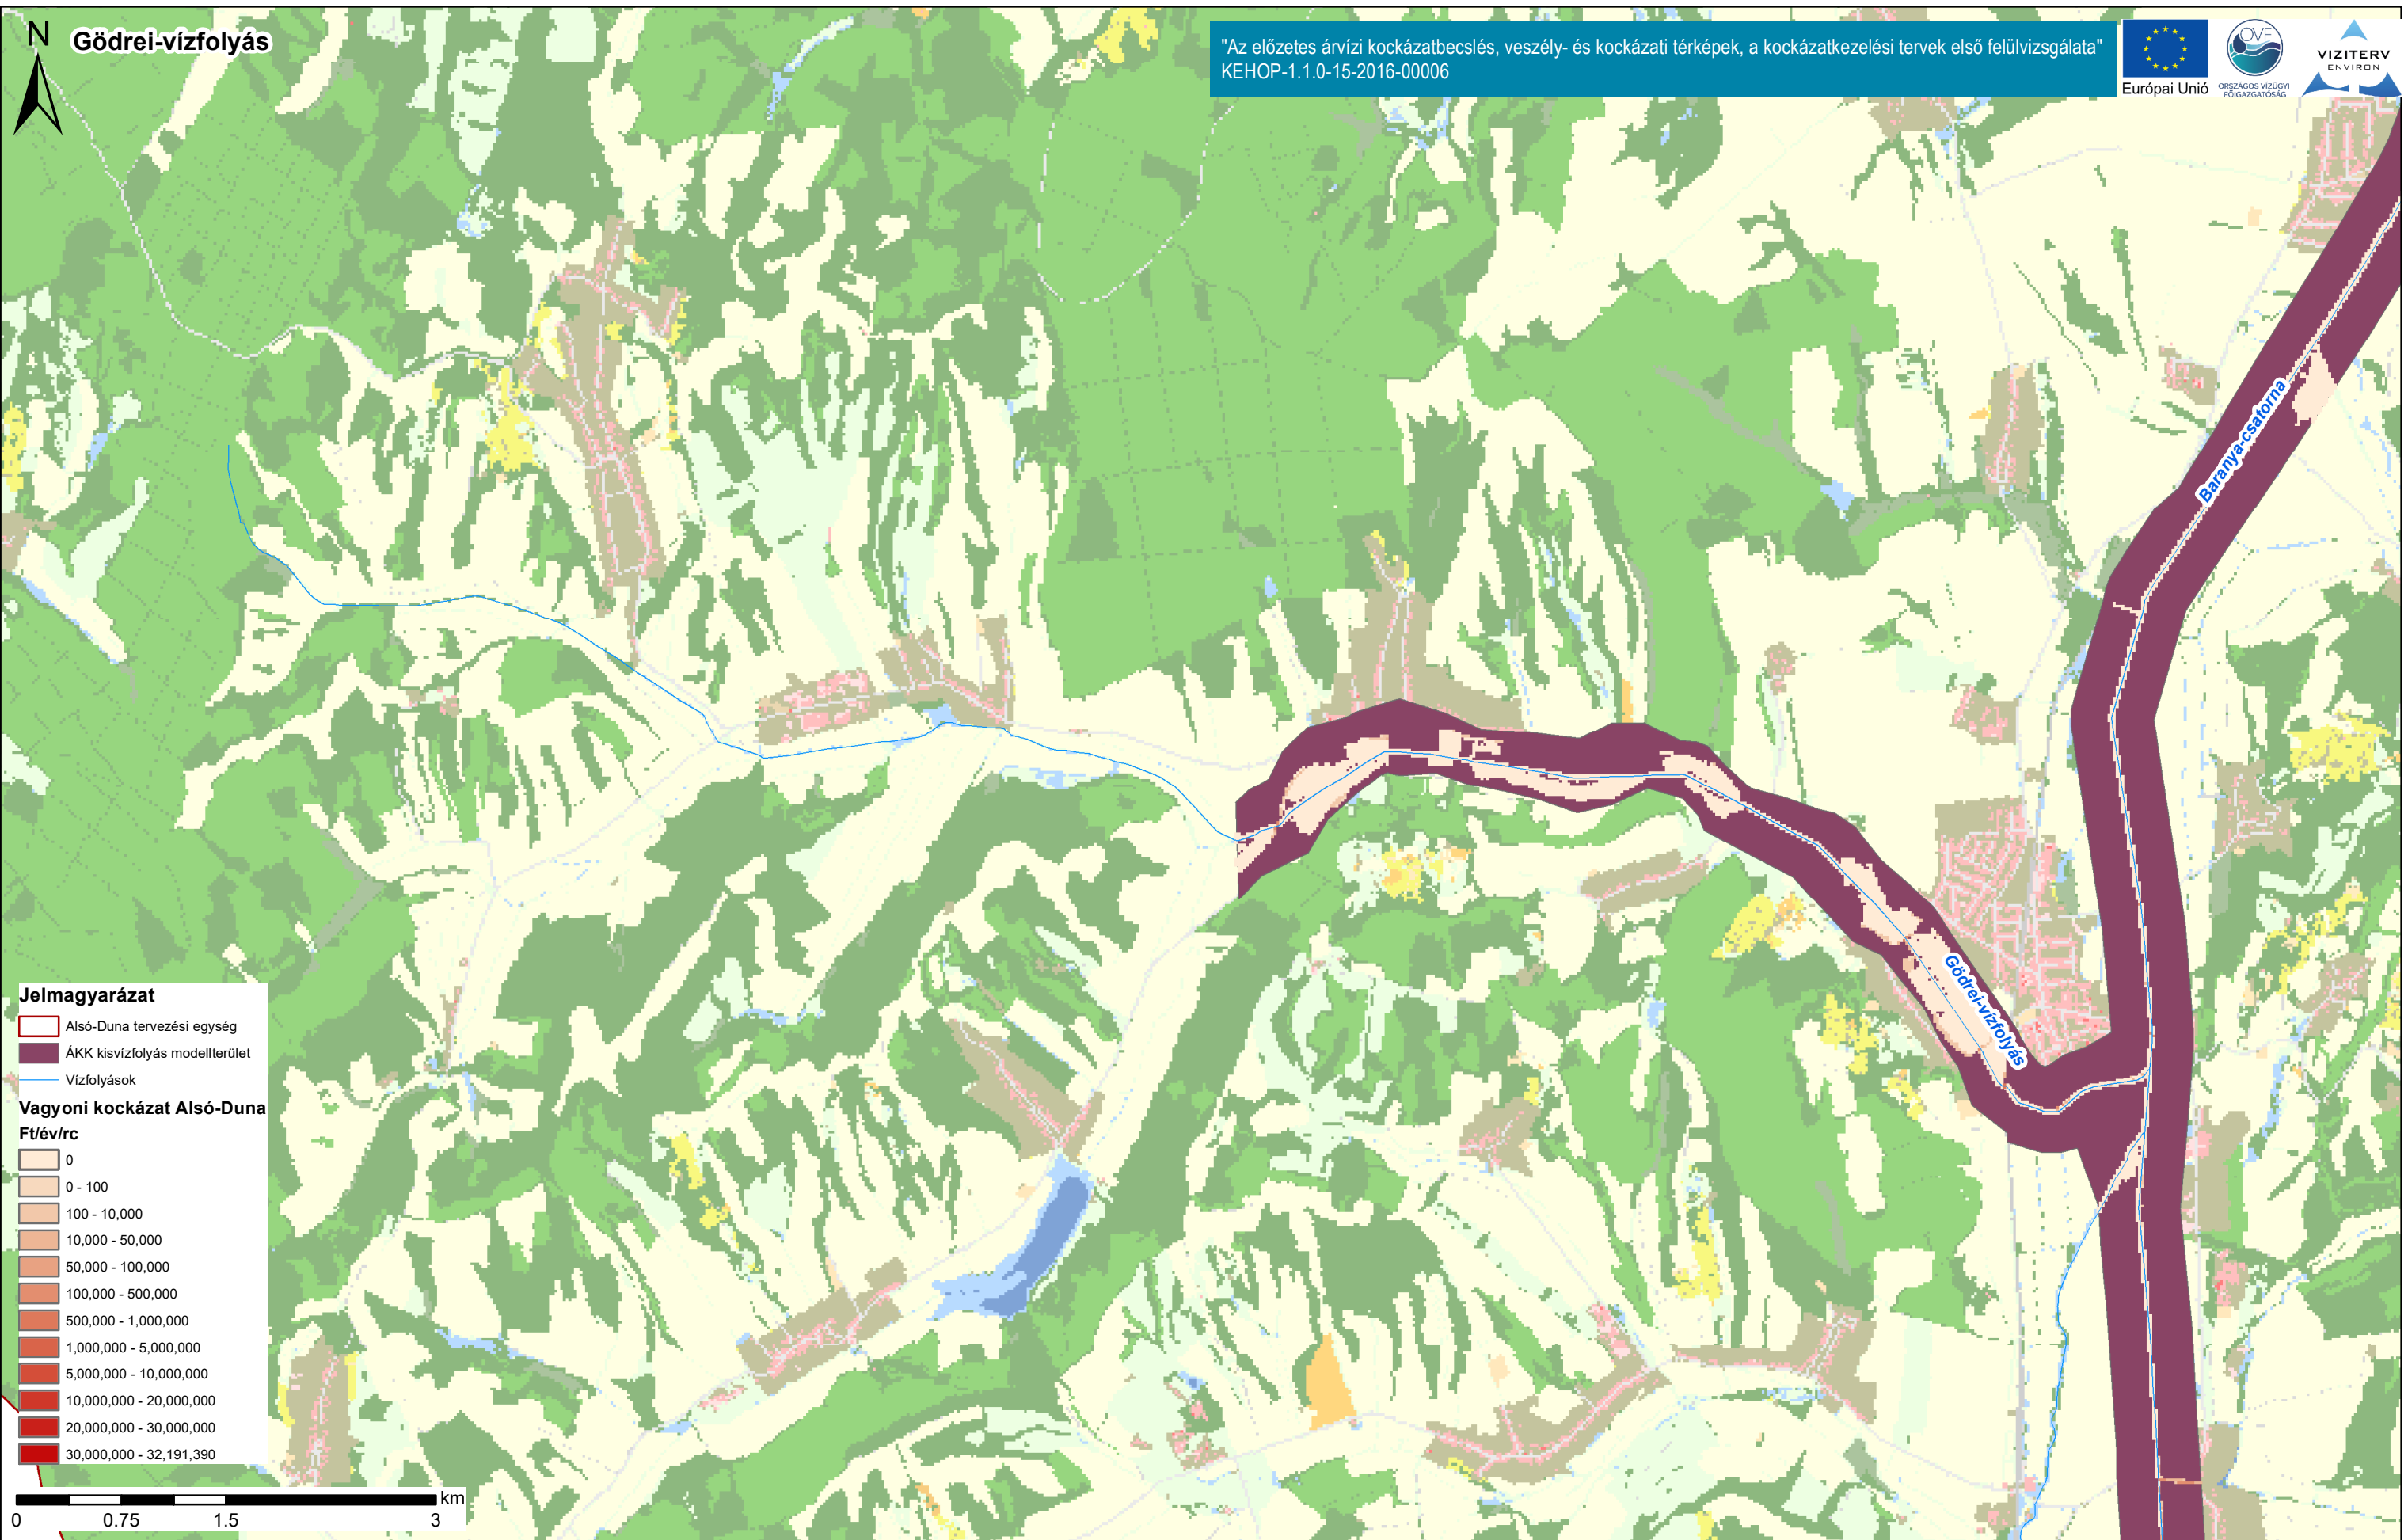 N
Gödrei-vízfolyás
"Az előzetes árvízi kockázatbecslés, veszély- és kockázati térképek, a kockázatkezelési tervek első felülvizsgálata"
KEHOP-1.1.0-15-2016-00006
Európai Unió
OVF
ORSZÁGOS VÍZÜGYI
FŐIGAZGATÓSÁG
VIZITERV
ENVIRON
Baranya-csatorna
Gödrei-vízfolyás
Jelmagyarázat
Alsó-Duna tervezési egység
ÁKK kisvízfolyás modellterület
Vízfolyások
Vagyoni kockázat Alsó-Duna
Ft/év/rc
0
0 - 100
100 - 10,000
10,000 - 50,000
50,000 - 100,000
100,000 - 500,000
500,000 - 1,000,000
1,000,000 - 5,000,000
5,000,000 - 10,000,000
10,000,000 - 20,000,000
20,000,000 - 30,000,000
30,000,000 - 32,191,390
km
0 0.75 1.5 3